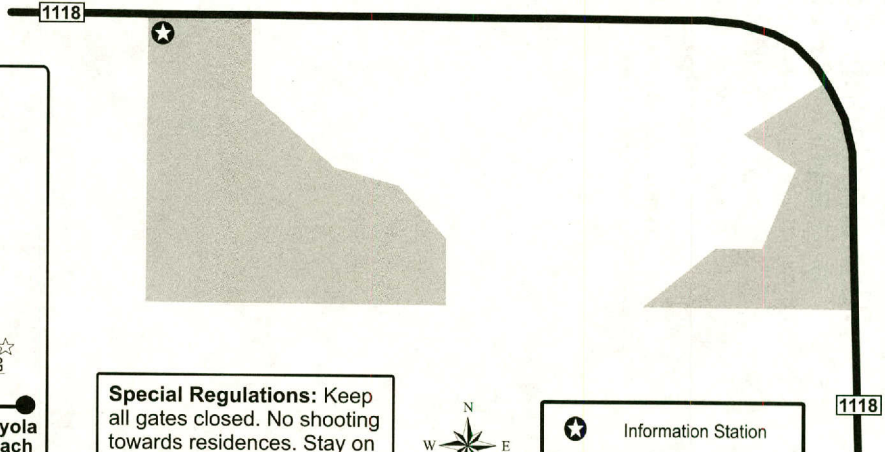 1118
yola
ach
Special Regulations: Keep
all gates closed. No shooting
towards residences. Stay on
N
W E
Information Station
1118